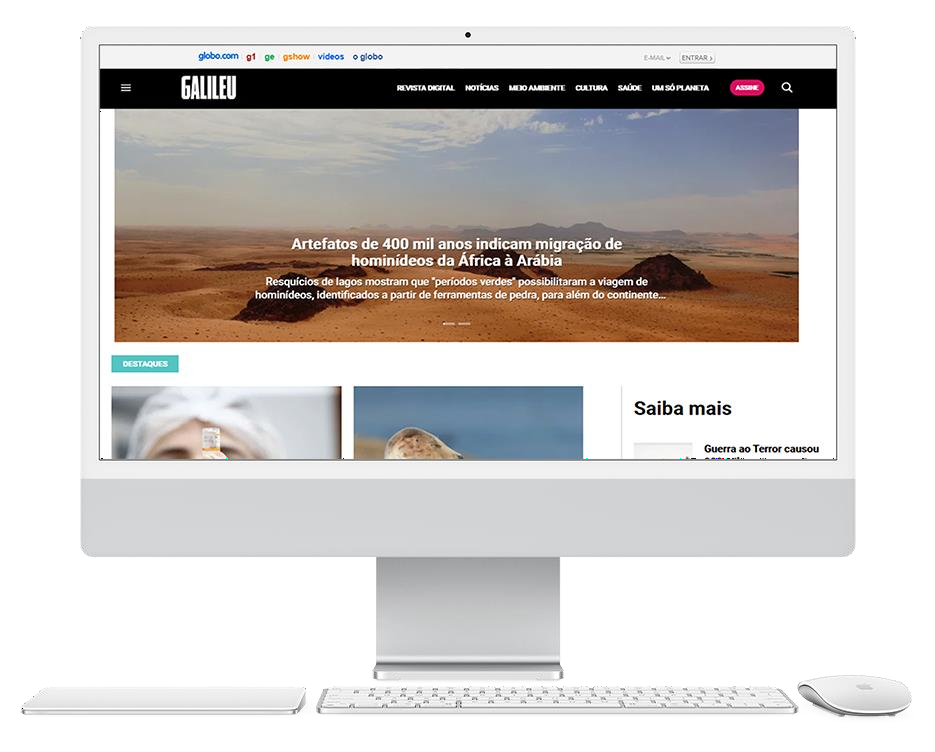 globo.com g1 ge gshow vídeos o globo E-MAIL ENTRAR
GALILEU REVISTA DIGITAL NOTÍCIAS MEIO AMBIENTE CULTURA SAÚDE UM SÓ PLANETA ASSINE
Artefatos de 400 mil anos indicam migração de
hominídeos da África à Arábia
Resquícios de lagos mostram que "períodos verdes" possibilitaram a viagem de
hominídeos, identificados a partir de ferramentas de pedra, para além do continente...
DESTAQUES
Saiba mais
Guerra ao Terror causou